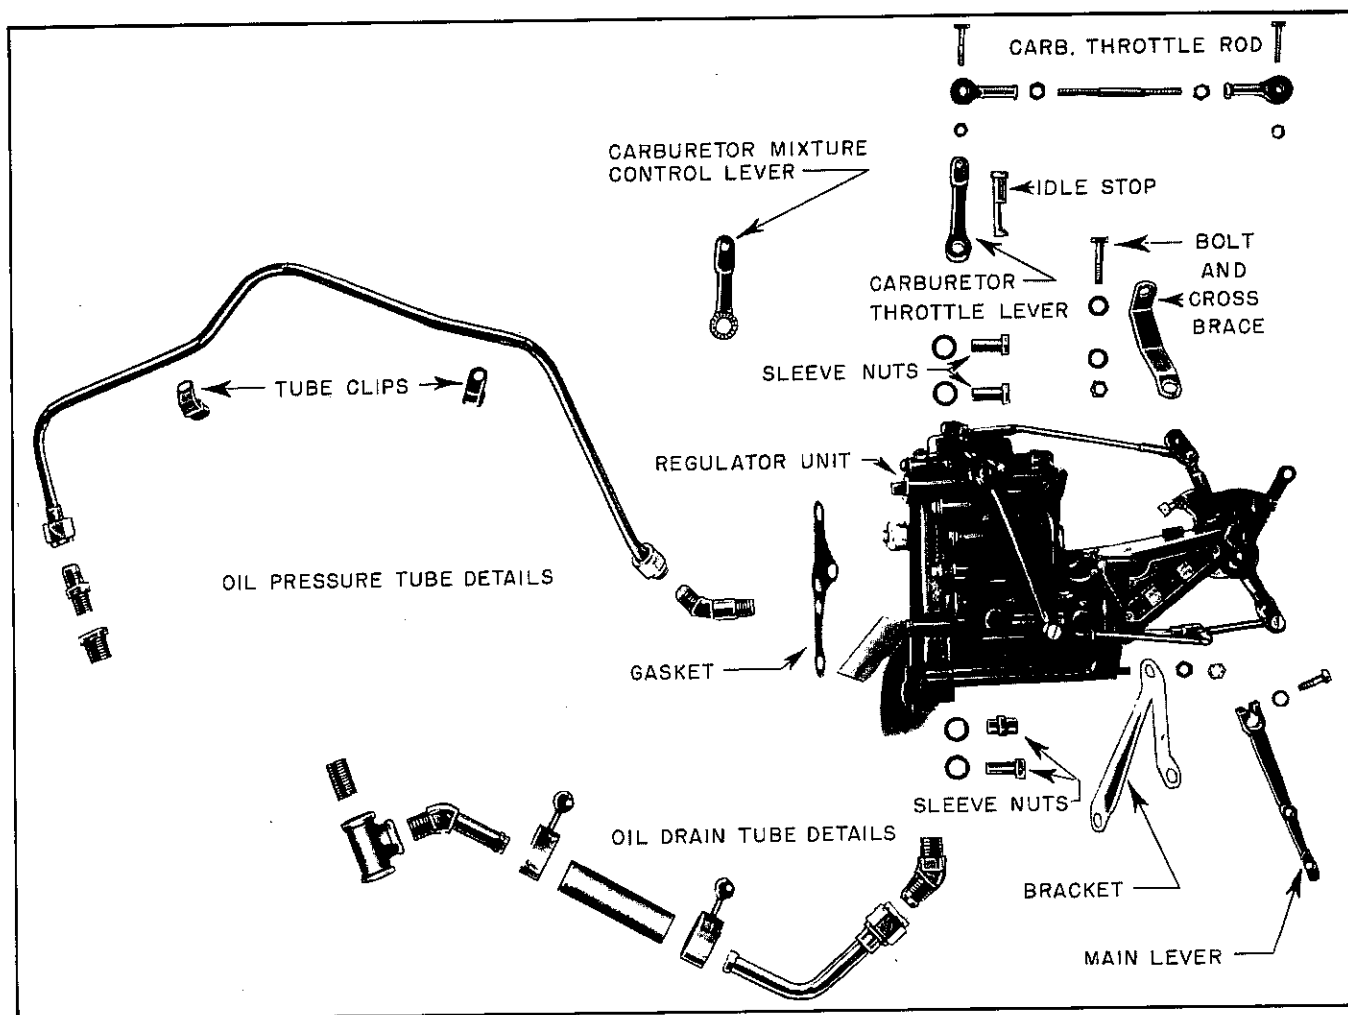 CARB. THROTTLE ROD
CARBURETOR MIXTURE
CONTROL LEVER
IDLE STOP
BOLT
AND
CROSS
BRACE
CARBURETOR
THROTTLE LEVER
SLEEVE NUTS
TUBE CLIPS
REGULATOR UNIT
OIL PRESSURE TUBE DETAILS
GASKET
SLEEVE NUTS
OIL DRAIN TUBE DETAILS
BRACKET
MAIN LEVER